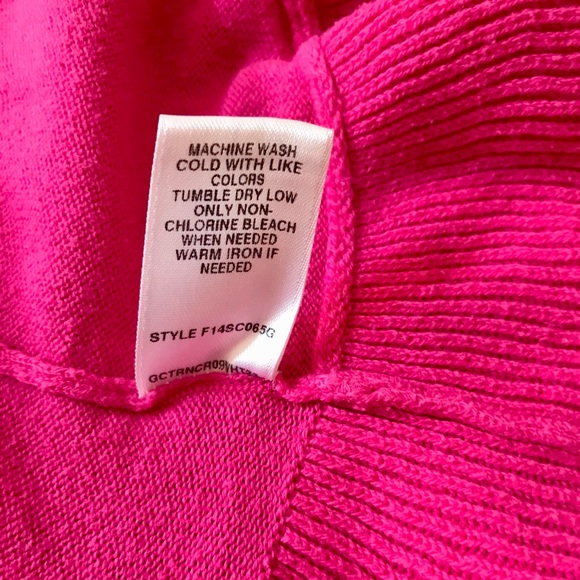 MACHINE WASH
COLD WITH LIKE
COLORS
TUMBLE DRY LOW
ONLY NON-
CHLORINE BLEACH
WHEN NEEDED
WARM IRON IF
NEEDED
STYLE F14SC065G